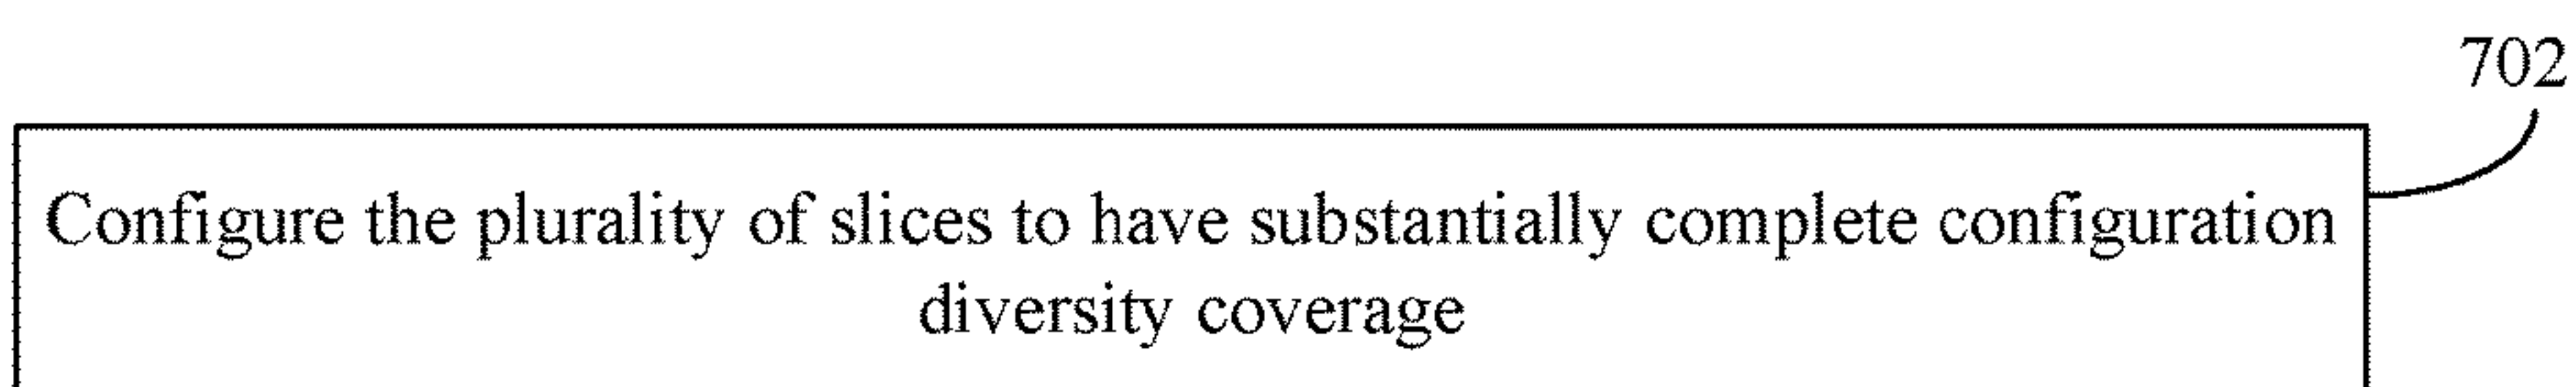 702
Configure the plurality of slices to have substantially complete configuration
diversity coverage